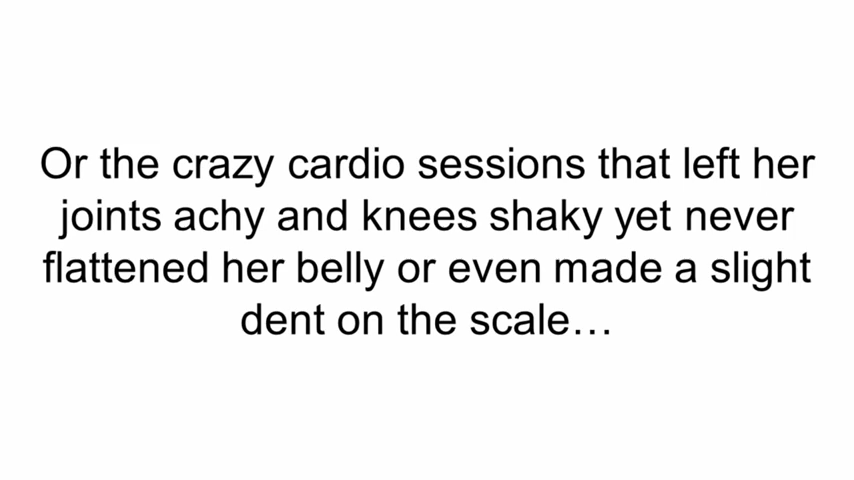 Or the crazy cardio sessions that left her
joints achy and knees shaky yet never
flattened her belly or even made a slight
dent on the scale…